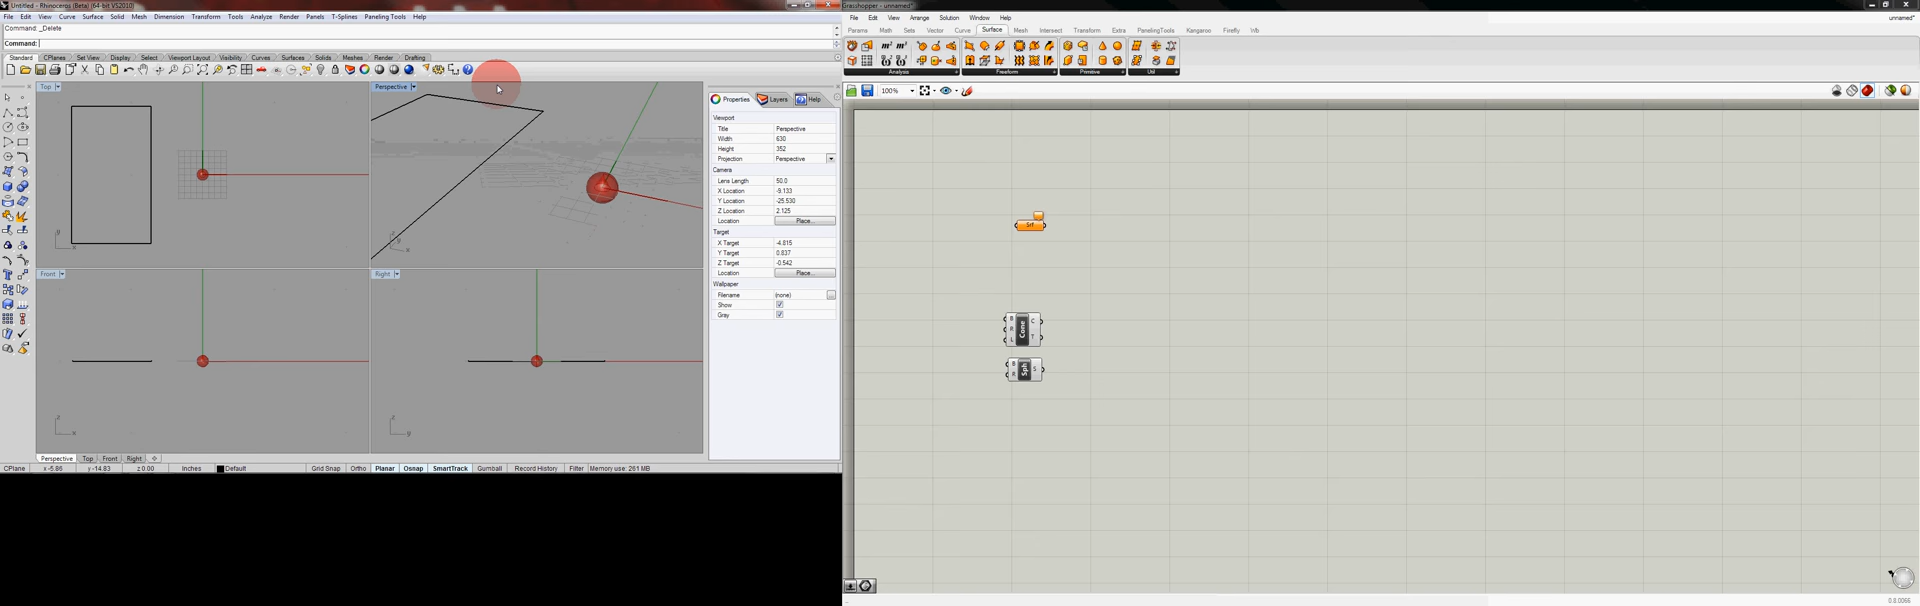 Untitled - Rhinoceros (Beta) (64-bit VS2010)
File Edit View Curve Surface Solid Mesh Dimension Transform Tools Analyze Render Panels T-Splines Paneling Tools Help
Command: _Delete
Command:
Standard CPlanes Set View Display Select Viewport Layout Visibility Curves Surfaces Solids Meshes Render Drafting
Top
y
x
Perspective
z
y
x
Front
z
x
Right
z
y
Properties Layers Help
Viewport
Title Perspective
Width 630
Height 352
Projection Perspective
Camera
Lens Length 50.0
X Location -9.133
Y Location -25.530
Z Location 2.125
Location Place...
Target
X Target -4.815
Y Target 0.837
Z Target -0.542
Location Place...
Wallpaper
Filename (none) ...
Show
Gray
Perspective Top Front Right
CPlane x -5.86 y -14.83 z 0.00 Inches Default Grid Snap Ortho Planar Osnap SmartTrack Gumball Record History Filter Memory use: 261 MB
Grasshopper - unnamed*
File Edit View Arrange Solution Window Help
unnamed*
Params Math Sets Vector Curve Surface Mesh Intersect Transform Extra PanelingTools Kangaroo Firefly Wb
Analysis Freeform Primitive Util
100%
Srf
B R L Cone C T
B R Sph S
0.8.0066